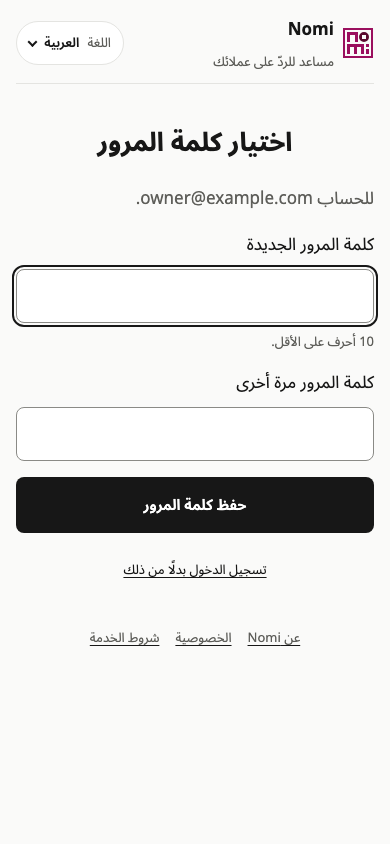 Nomi
مساعد للردّ على عملائك
اللغة العربية
اختيار كلمة المرور
للحساب owner@example.com.
كلمة المرور الجديدة
10 أحرف على الأقل.
كلمة المرور مرة أخرى
حفظ كلمة المرور
تسجيل الدخول بدلًا من ذلك
عن Nomi الخصوصية شروط الخدمة